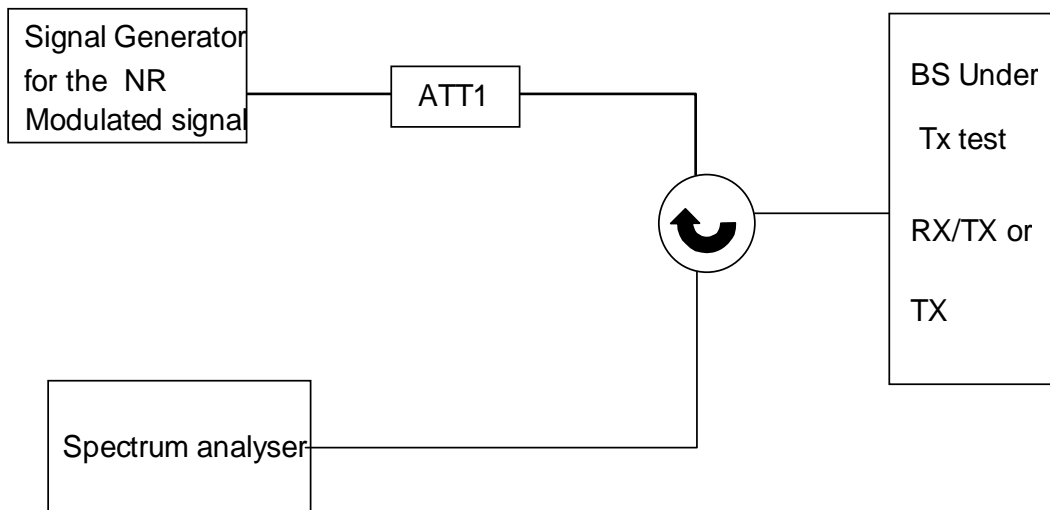 Signal Generator
for the NR
Modulated signal
ATT1
BS Under
Tx test
RX/TX or
TX
Spectrum analyser